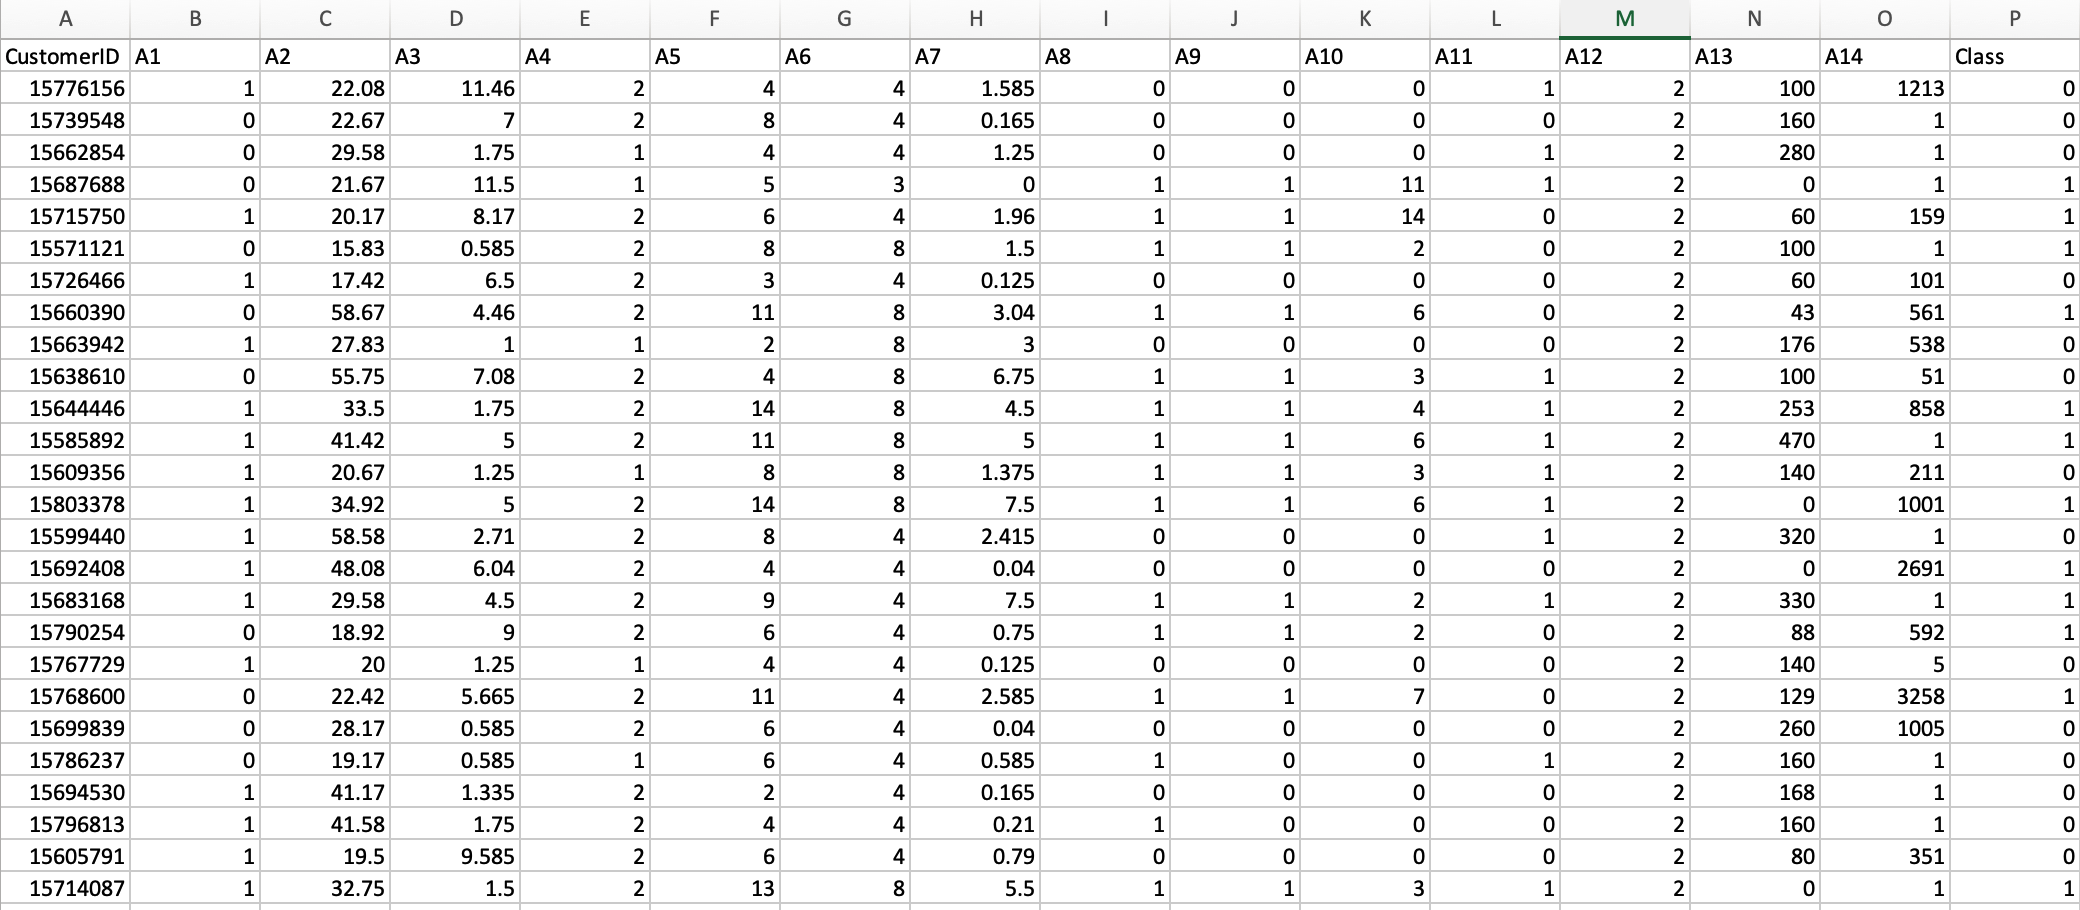 A B C D E F G H I J K L M N O P
CustomerID A1 A2 A3 A4 A5 A6 A7 A8 A9 A10 A11 A12 A13 A14 Class
15776156 1 22.08 11.46 2 4 4 1.585 0 0 0 1 2 100 1213 0
15739548 0 22.67 7 2 8 4 0.165 0 0 0 0 2 160 1 0
15662854 0 29.58 1.75 1 4 4 1.25 0 0 0 1 2 280 1 0
15687688 0 21.67 11.5 1 5 3 0 1 1 11 1 2 0 1 1
15715750 1 20.17 8.17 2 6 4 1.96 1 1 14 0 2 60 159 1
15571121 0 15.83 0.585 2 8 8 1.5 1 1 2 0 2 100 1 1
15726466 1 17.42 6.5 2 3 4 0.125 0 0 0 0 2 60 101 0
15660390 0 58.67 4.46 2 11 8 3.04 1 1 6 0 2 43 561 1
15663942 1 27.83 1 1 2 8 3 0 0 0 0 2 176 538 0
15638610 0 55.75 7.08 2 4 8 6.75 1 1 3 1 2 100 51 0
15644446 1 33.5 1.75 2 14 8 4.5 1 1 4 1 2 253 858 1
15585892 1 41.42 5 2 11 8 5 1 1 6 1 2 470 1 1
15609356 1 20.67 1.25 1 8 8 1.375 1 1 3 1 2 140 211 0
15803378 1 34.92 5 2 14 8 7.5 1 1 6 1 2 0 1001 1
15599440 1 58.58 2.71 2 8 4 2.415 0 0 0 1 2 320 1 0
15692408 1 48.08 6.04 2 4 4 0.04 0 0 0 0 2 0 2691 1
15683168 1 29.58 4.5 2 9 4 7.5 1 1 2 1 2 330 1 1
15790254 0 18.92 9 2 6 4 0.75 1 1 2 0 2 88 592 1
15767729 1 20 1.25 1 4 4 0.125 0 0 0 0 2 140 5 0
15768600 0 22.42 5.665 2 11 4 2.585 1 1 7 0 2 129 3258 1
15699839 0 28.17 0.585 2 6 4 0.04 0 0 0 0 2 260 1005 0
15786237 0 19.17 0.585 1 6 4 0.585 1 0 0 1 2 160 1 0
15694530 1 41.17 1.335 2 2 4 0.165 0 0 0 0 2 168 1 0
15796813 1 41.58 1.75 2 4 4 0.21 1 0 0 0 2 160 1 0
15605791 1 19.5 9.585 2 6 4 0.79 0 0 0 0 2 80 351 0
15714087 1 32.75 1.5 2 13 8 5.5 1 1 3 1 2 0 1 1